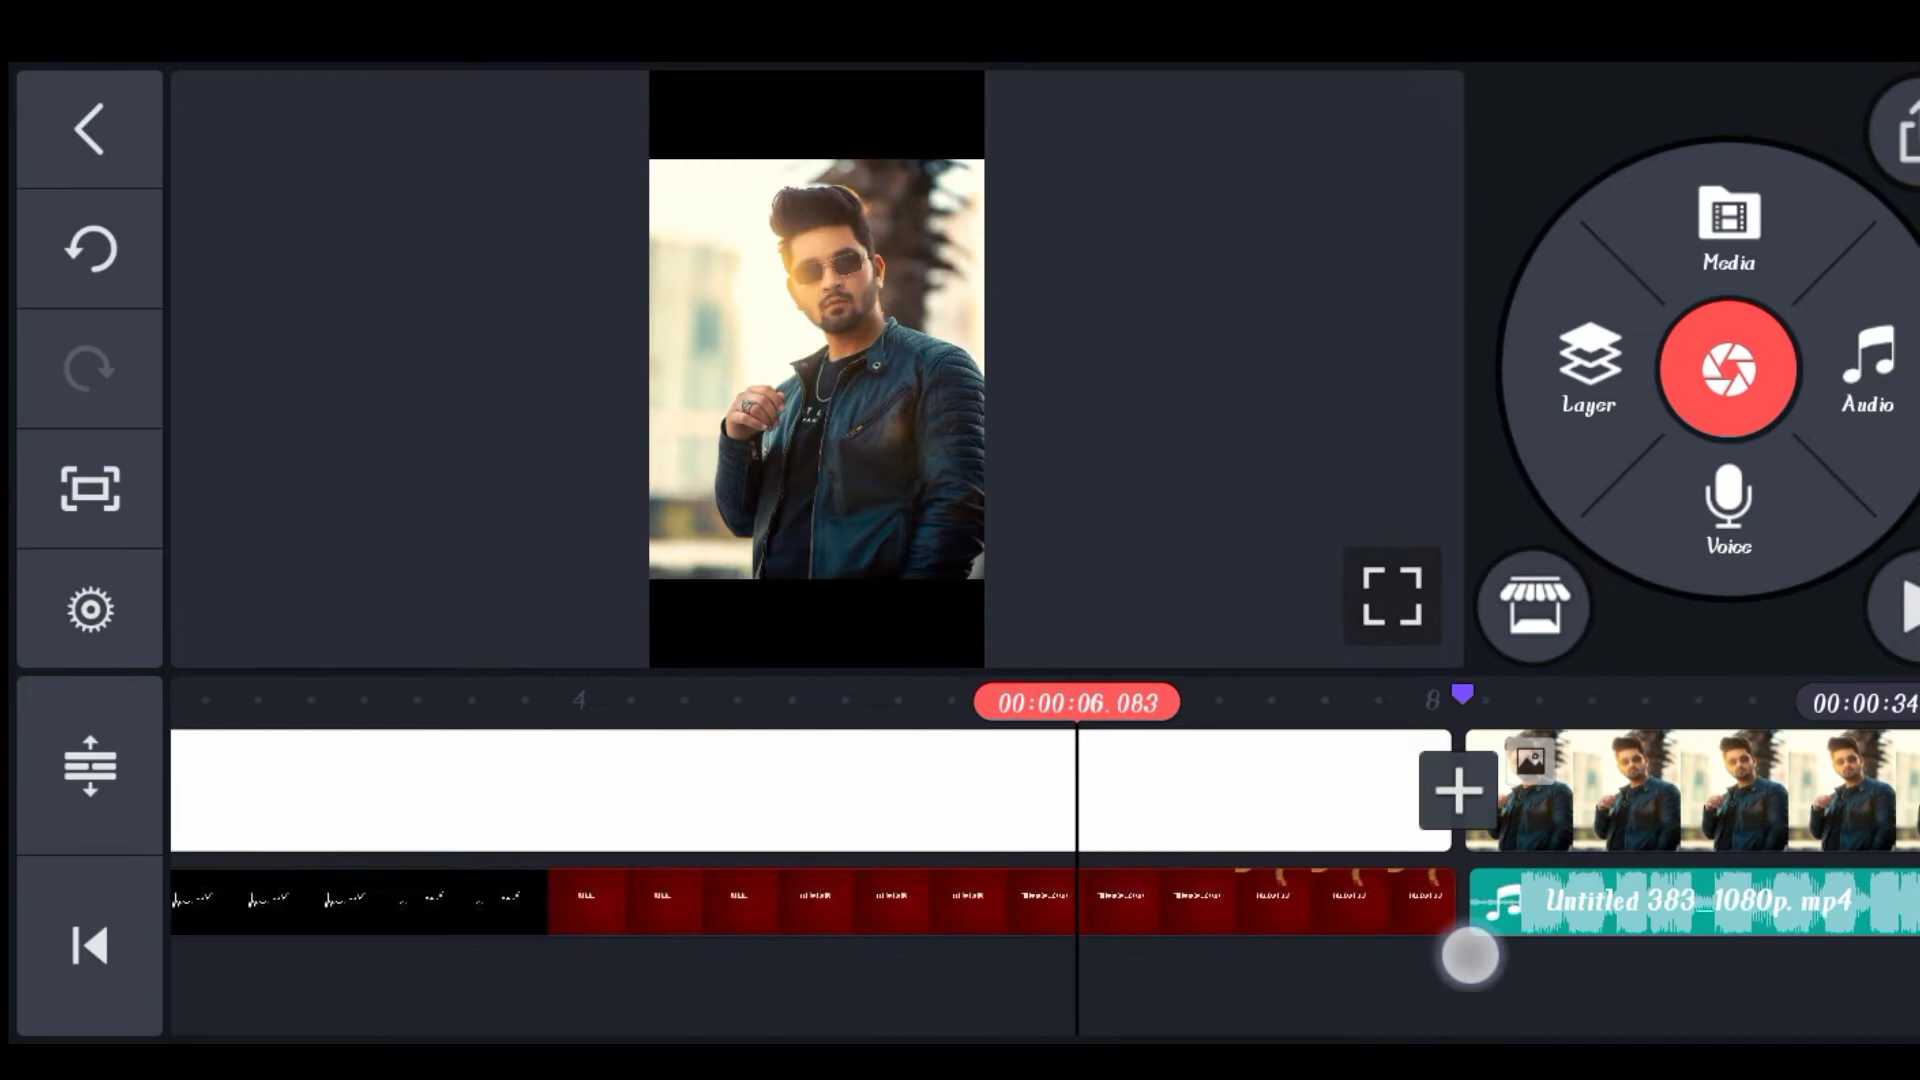 Media
Layer
Audio
Voice
4
00:00:06.083
8
00:00:34
Untitled 383_1080p.mp4